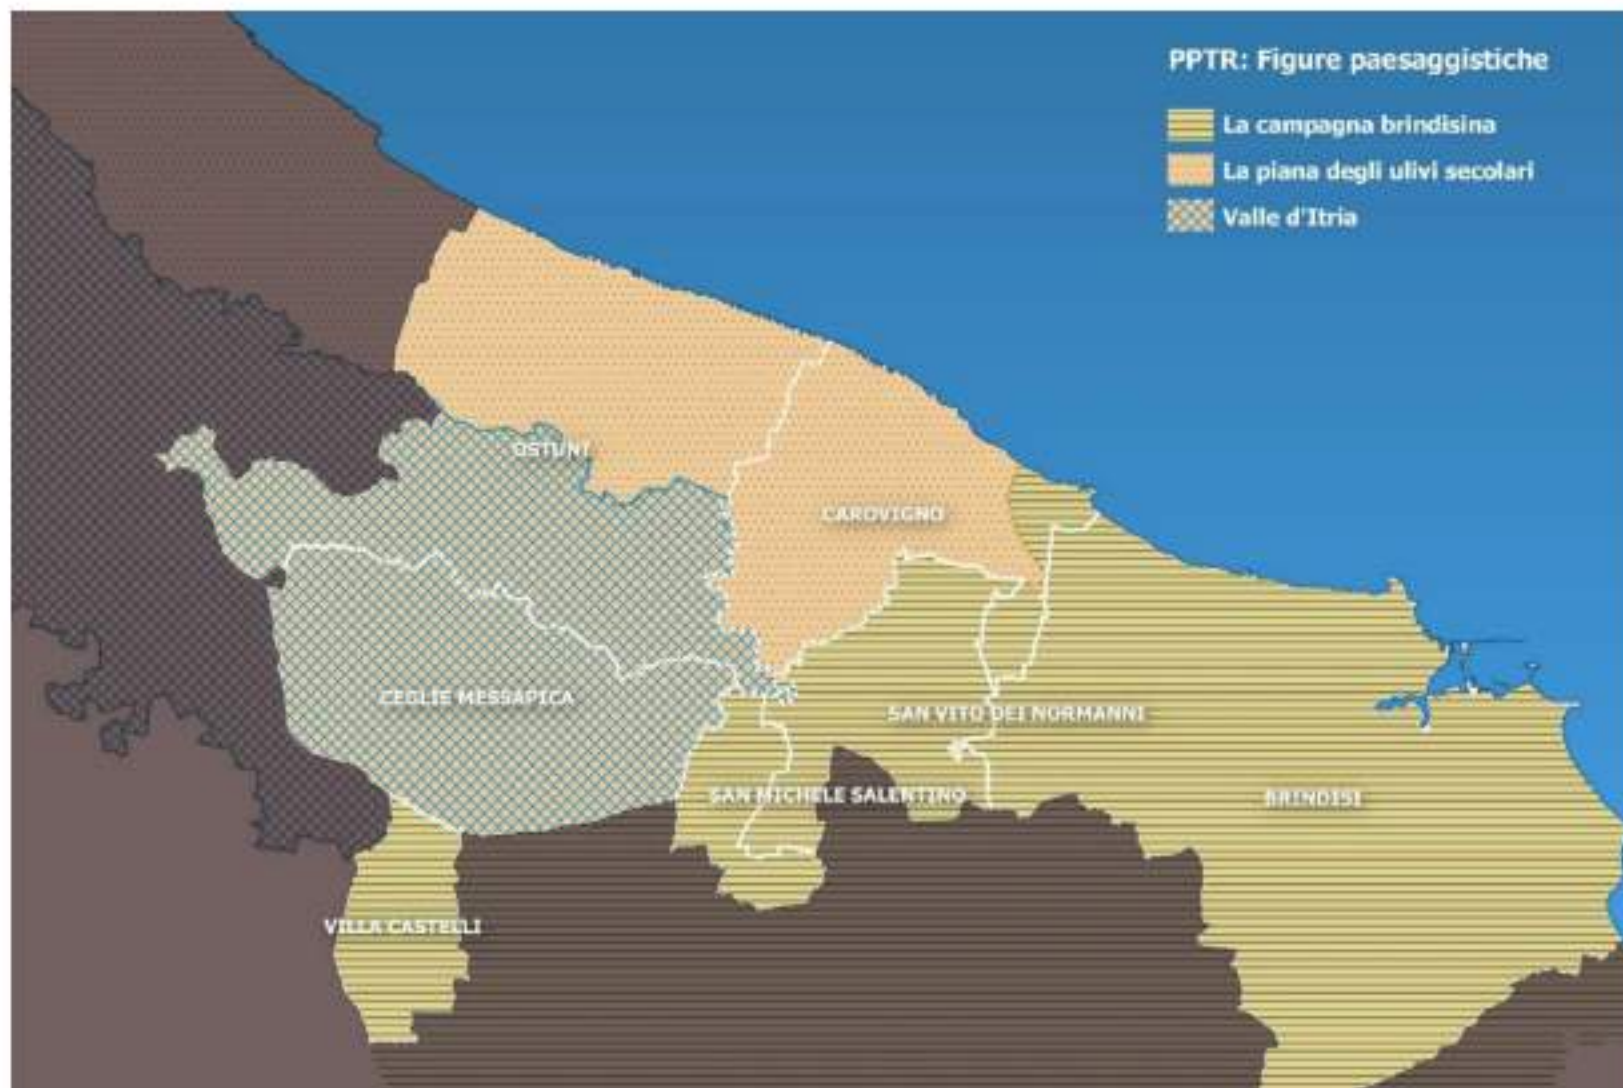 PPTR: Figure paesaggistiche
La campagna brindisina
La piana degli ulivi secolari
Valle d'Itria
OSTUNI
CAROVIGNO
CEGLIE MESSAPICA
SAN VITO DEI NORMANNI
SAN MICHELE SALENTINO
BRINDISI
VILLA CASTELLI